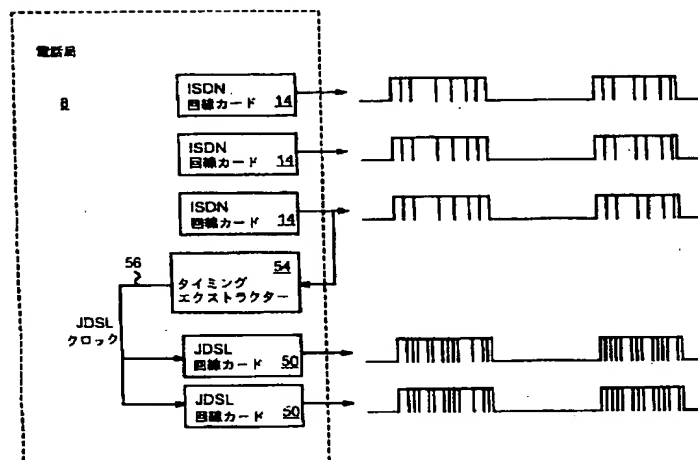 電話局
8
ISDN
回線カード 14
ISDN
回線カード 14
ISDN
回線カード 14
56
54
タイミング
エクストラクター
JDSL
クロック
JDSL
回線カード 50
JDSL
回線カード 50